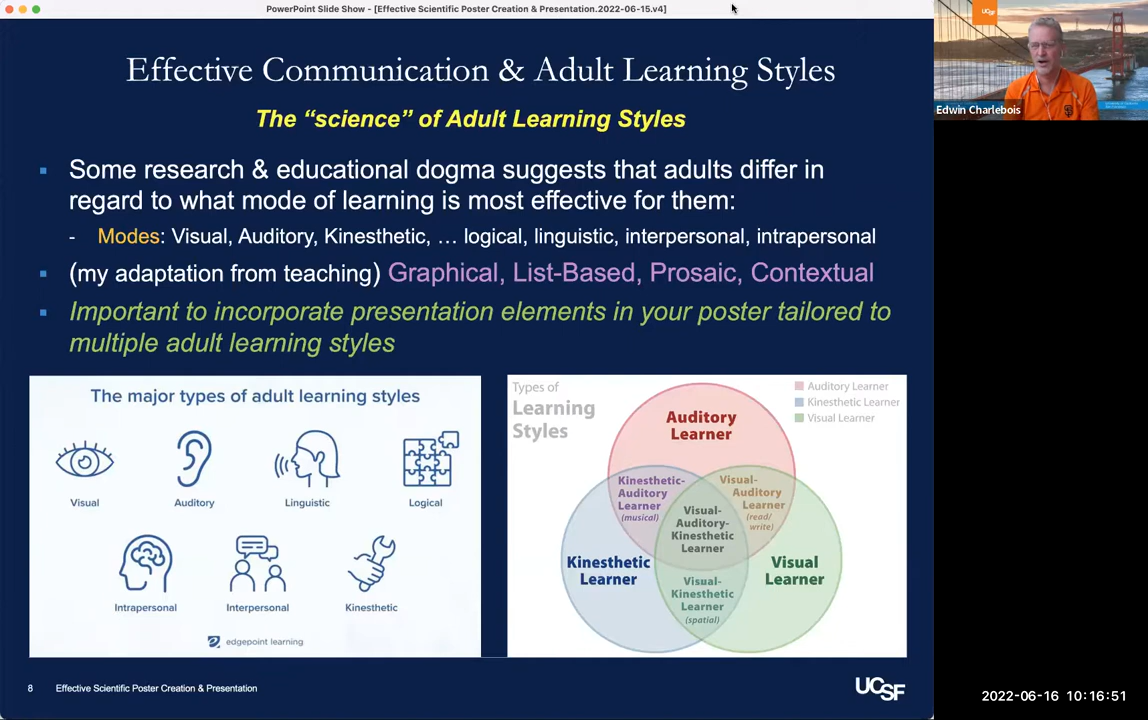 PowerPoint Slide Show - [Effective Scientific Poster Creation & Presentation.2022-06-15.v4]
UCSF
Edwin Charlebois
Effective Communication & Adult Learning Styles
The “science” of Adult Learning Styles
▪ Some research & educational dogma suggests that adults differ in
regard to what mode of learning is most effective for them:
- Modes: Visual, Auditory, Kinesthetic, … logical, linguistic, interpersonal, intrapersonal
▪ (my adaptation from teaching) Graphical, List-Based, Prosaic, Contextual
▪ Important to incorporate presentation elements in your poster tailored to
multiple adult learning styles
The major types of adult learning styles
Visual
Auditory
Linguistic
Logical
Intrapersonal
Interpersonal
Kinesthetic
edgepoint learning
Types of
Learning
Styles
Auditory Learner
Kinesthetic Learner
Visual Learner
Auditory
Learner
Kinesthetic-
Auditory
Learner
(musical)
Visual-
Auditory
Learner
(read/
write)
Visual-
Auditory-
Kinesthetic
Learner
Kinesthetic
Learner
Visual
Learner
Visual-
Kinesthetic
Learner
(spatial)
8 Effective Scientific Poster Creation & Presentation
UCSF
2022-06-16 10:16:51